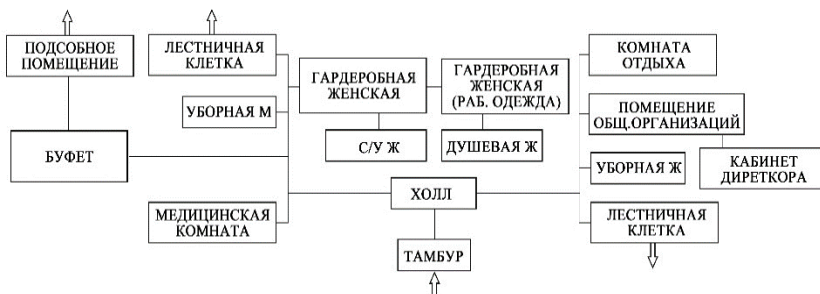 ПОДСОБНОЕ
ПОМЕЩЕНИЕ
ЛЕСТНИЧНАЯ
КЛЕТКА
ГАРДЕРОБНАЯ
ЖЕНСКАЯ
ГАРДЕРОБНАЯ
ЖЕНСКАЯ
(РАБ. ОДЕЖДА)
КОМНАТА
ОТДЫХА
УБОРНАЯ М
ПОМЕЩЕНИЕ
ОБЩ.ОРГАНИЗАЦИЙ
БУФЕТ
С/У Ж
ДУШЕВАЯ Ж
УБОРНАЯ Ж
КАБИНЕТ
ДИРЕТКОРА
МЕДИЦИНСКАЯ
КОМНАТА
ХОЛЛ
ЛЕСТНИЧНАЯ
КЛЕТКА
ТАМБУР